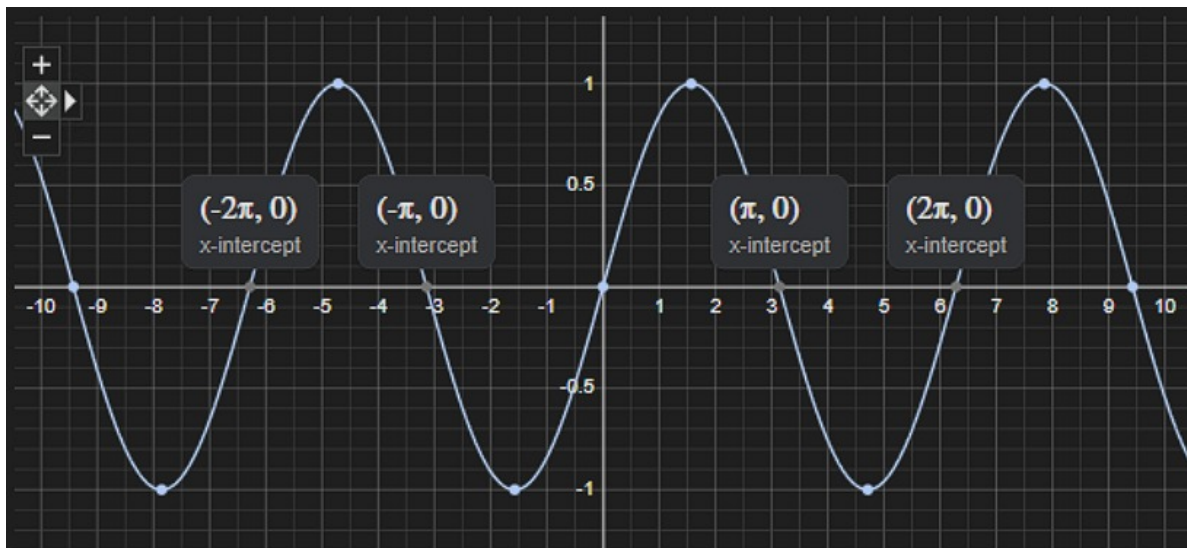 +
−
1
0.5
(-2π, 0)
x-intercept
(-π, 0)
x-intercept
(π, 0)
x-intercept
(2π, 0)
x-intercept
-10 -9 -8 -7 -6 -5 -4 -3 -2 -1 1 2 3 4 5 6 7 8 9 10
-0.5
-1